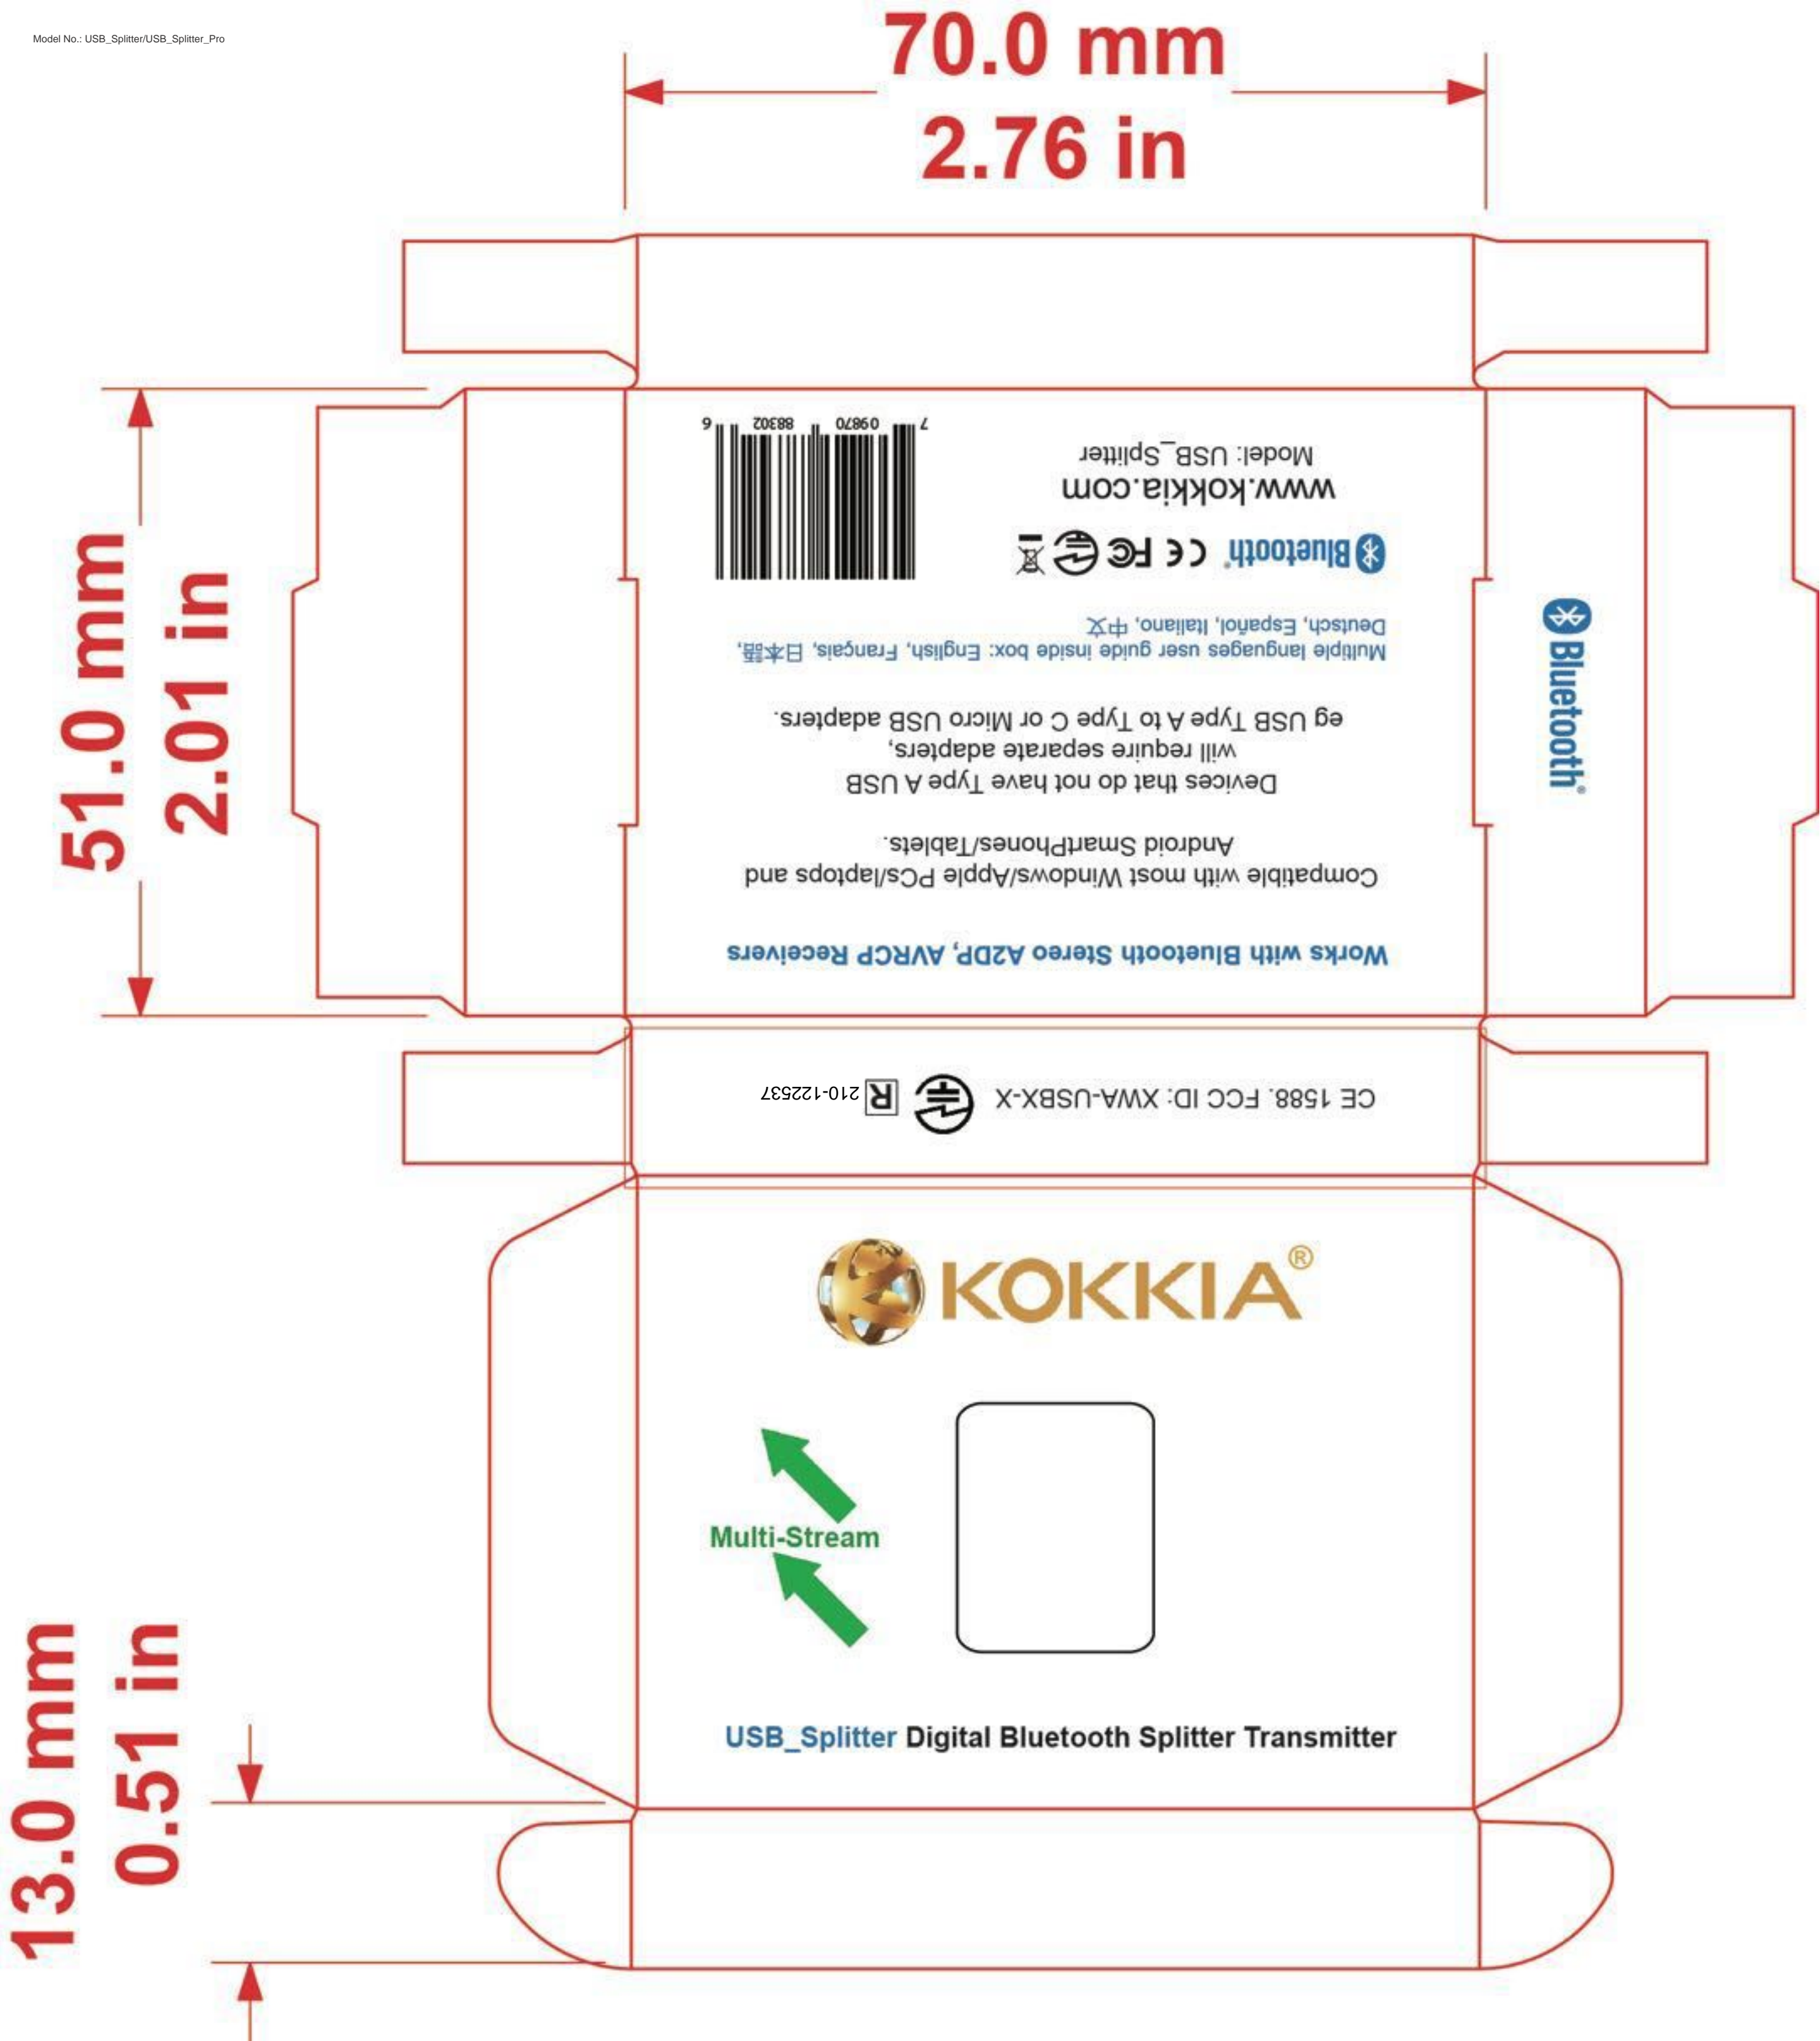 Model No.: USB_Splitter/USB_Splitter_Pro
70.0 mm
2.76 in
51.0 mm
2.01 in
Works with Bluetooth Stereo A2DP, AVRCP Receivers
Compatible with most Windows/Apple PCs/laptops and
Android SmartPhones/Tablets.
Devices that do not have Type A USB
will require separate adapters,
eg USB Type A to Type C or Micro USB adapters.
Multiple languages user guide inside box: English, Français, 日本語,
Deutsch, Español, Italiano, 中文
Bluetooth® CE FC
www.kokkia.com
Model: USB_Splitter
7 09870 88302 6
Bluetooth®
CE 1588. FCC ID: XWA-USBX-X
R 210-122537
KOKKIA®
Multi-Stream
USB_Splitter Digital Bluetooth Splitter Transmitter
13.0 mm
0.51 in